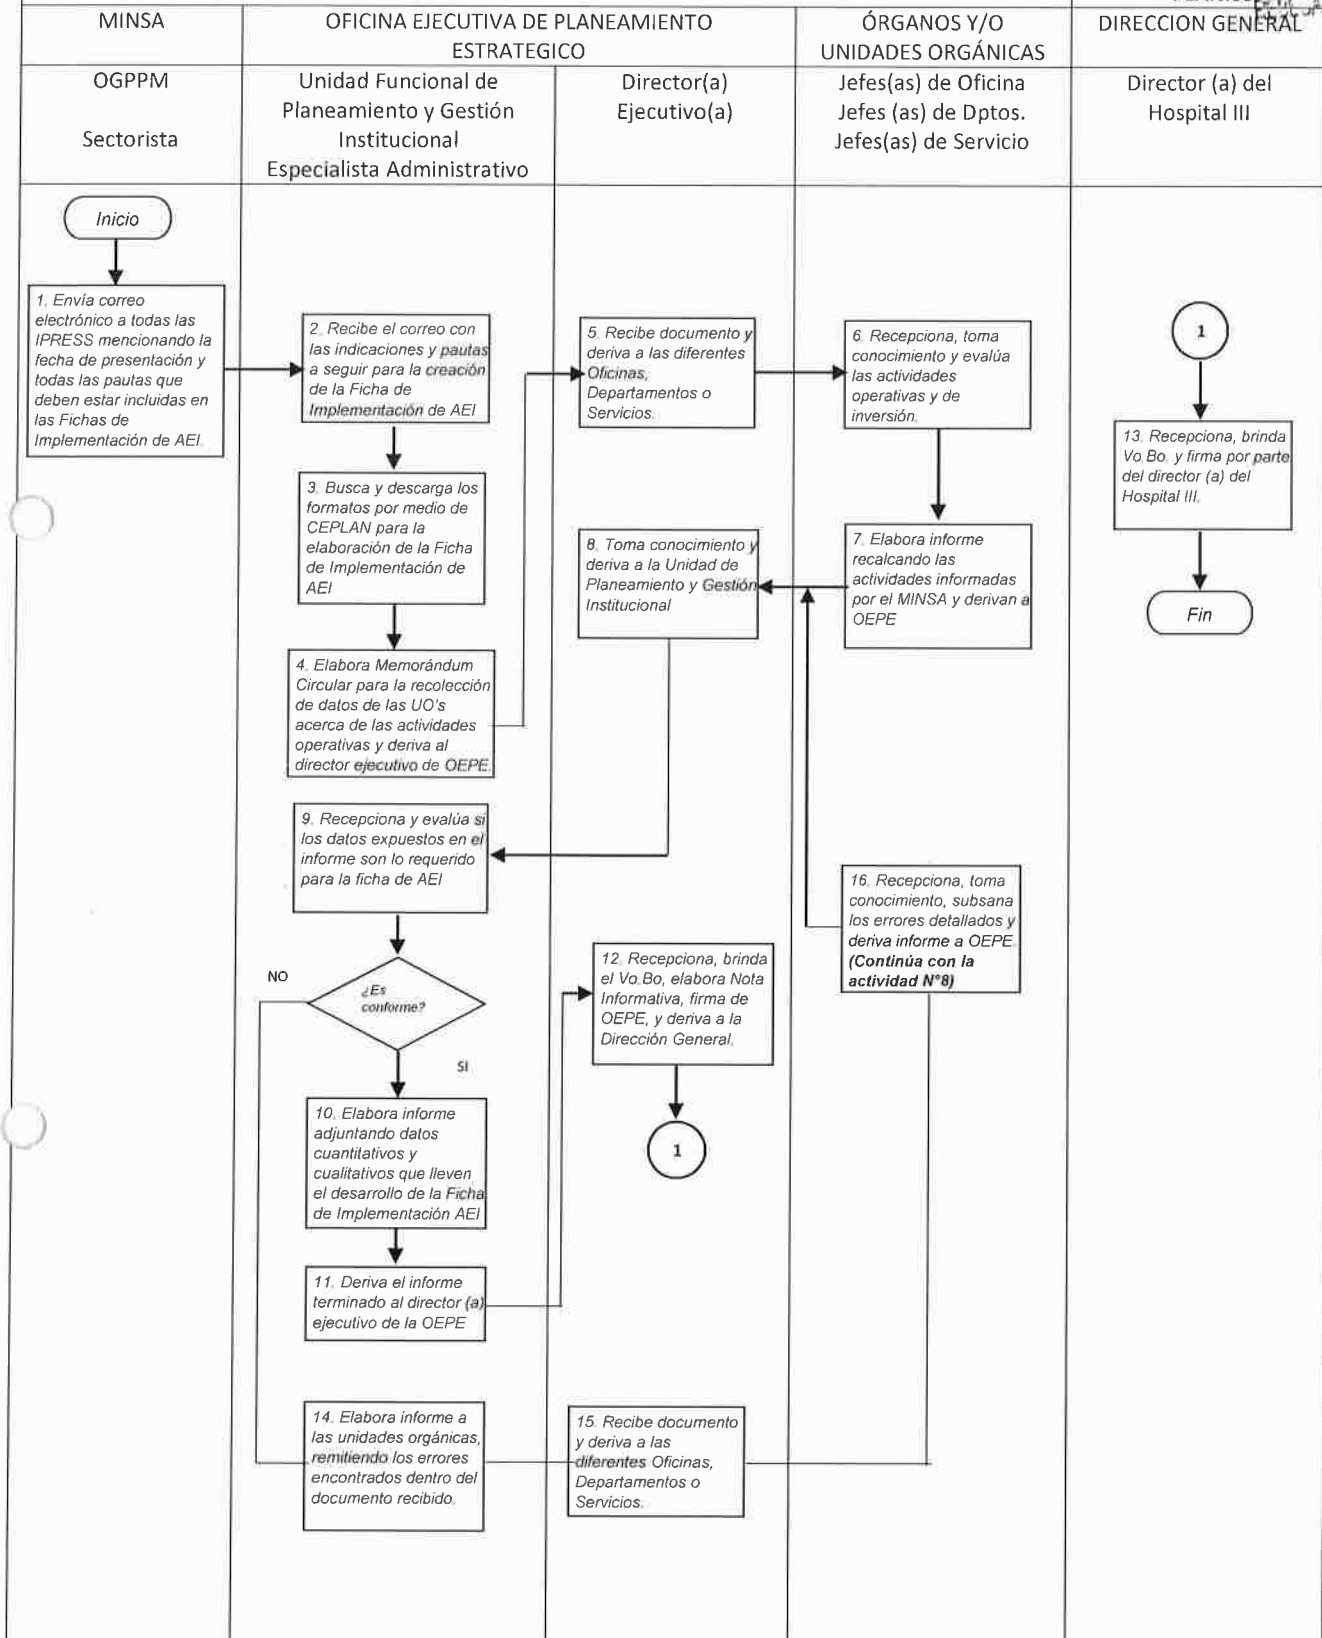 MINSA
OFICINA EJECUTIVA DE PLANEAMIENTO
ESTRATEGICO
ÓRGANOS Y/O
UNIDADES ORGÁNICAS
DIRECCION GENERAL
OGPPM
Sectorista
Unidad Funcional de
Planeamiento y Gestión
Institucional
Especialista Administrativo
Director(a)
Ejecutivo(a)
Jefes(as) de Oficina
Jefes (as) de Dptos.
Jefes(as) de Servicio
Director (a) del
Hospital III
Inicio
1. Envía correo
electrónico a todas las
IPRESS mencionando la
fecha de presentación y
todas las pautas que
deben estar incluidas en
las Fichas de
Implementación de AEI.
2. Recibe el correo con
las indicaciones y pautas
a seguir para la creación
de la Ficha de
Implementación de AEI
3. Busca y descarga los
formatos por medio de
CEPLAN para la
elaboración de la Ficha
de Implementación de
AEI
4. Elabora Memorándum
Circular para la recolección
de datos de las UO's
acerca de las actividades
operativas y deriva al
director ejecutivo de OEPE.
5. Recibe documento y
deriva a las diferentes
Oficinas,
Departamentos o
Servicios.
6. Recepciona, toma
conocimiento y evalúa
las actividades
operativas y de
inversión.
7. Elabora informe
recalcando las
actividades informadas
por el MINSA y derivan a
OEPE
8. Toma conocimiento y
deriva a la Unidad de
Planeamiento y Gestión
Institucional
9. Recepciona y evalúa si
los datos expuestos en el
informe son lo requerido
para la ficha de AEI
¿Es
conforme?
NO
SI
10. Elabora informe
adjuntando datos
cuantitativos y
cualitativos que lleven
el desarrollo de la Ficha
de Implementación AEI
11. Deriva el informe
terminado al director (a)
ejecutivo de la OEPE
12. Recepciona, brinda
el Vo.Bo, elabora Nota
Informativa, firma de
OEPE, y deriva a la
Dirección General.
1
1
13. Recepciona, brinda
Vo.Bo. y firma por parte
del director (a) del
Hospital III.
Fin
14. Elabora informe a
las unidades orgánicas,
remitiendo los errores
encontrados dentro del
documento recibido.
15. Recibe documento
y deriva a las
diferentes Oficinas,
Departamentos o
Servicios.
16. Recepciona, toma
conocimiento, subsana
los errores detallados y
deriva informe a OEPE.
(Continúa con la
actividad N°8)